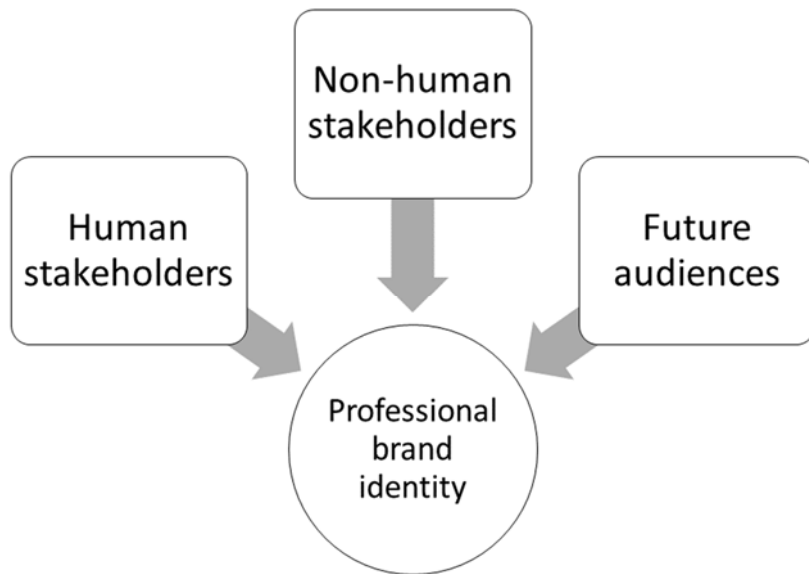 Non-human
stakeholders
Human
stakeholders
Future
audiences
Professional
brand
identity